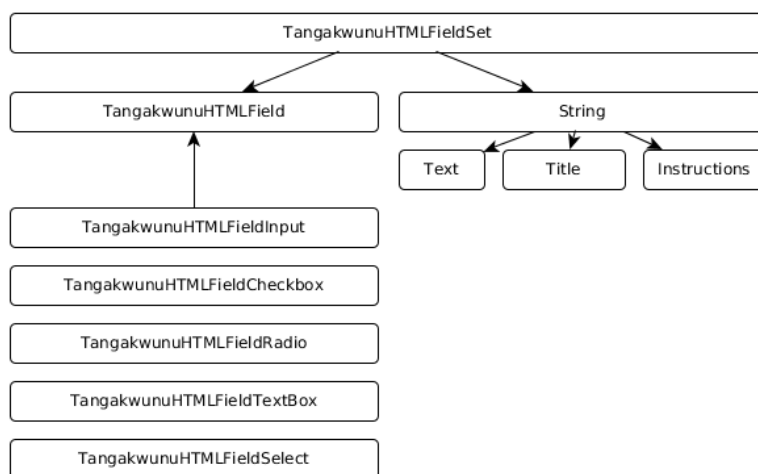 TangakwunuHTMLFieldSet
TangakwunuHTMLField
String
Text
Title
Instructions
TangakwunuHTMLFieldInput
TangakwunuHTMLFieldCheckbox
TangakwunuHTMLFieldRadio
TangakwunuHTMLFieldTextBox
TangakwunuHTMLFieldSelect